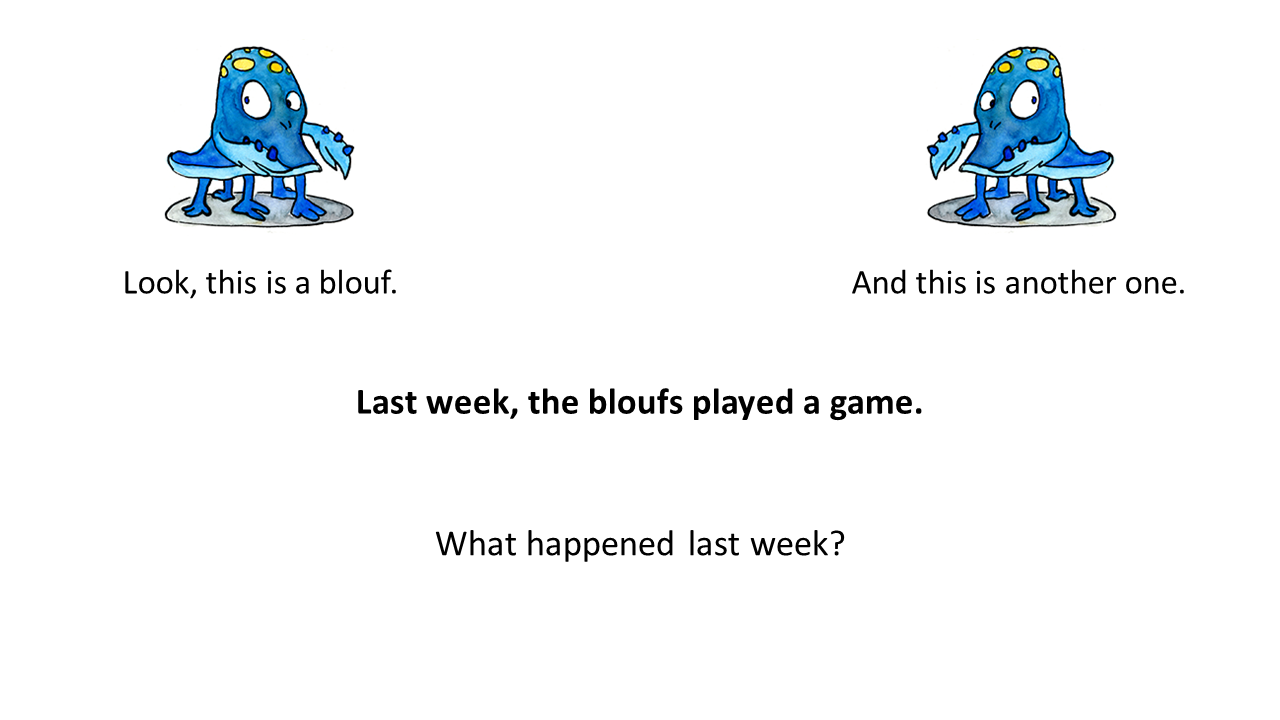 Look, this is a blouf.
And this is another one.
Last week, the bloufs played a game.
What happened last week?